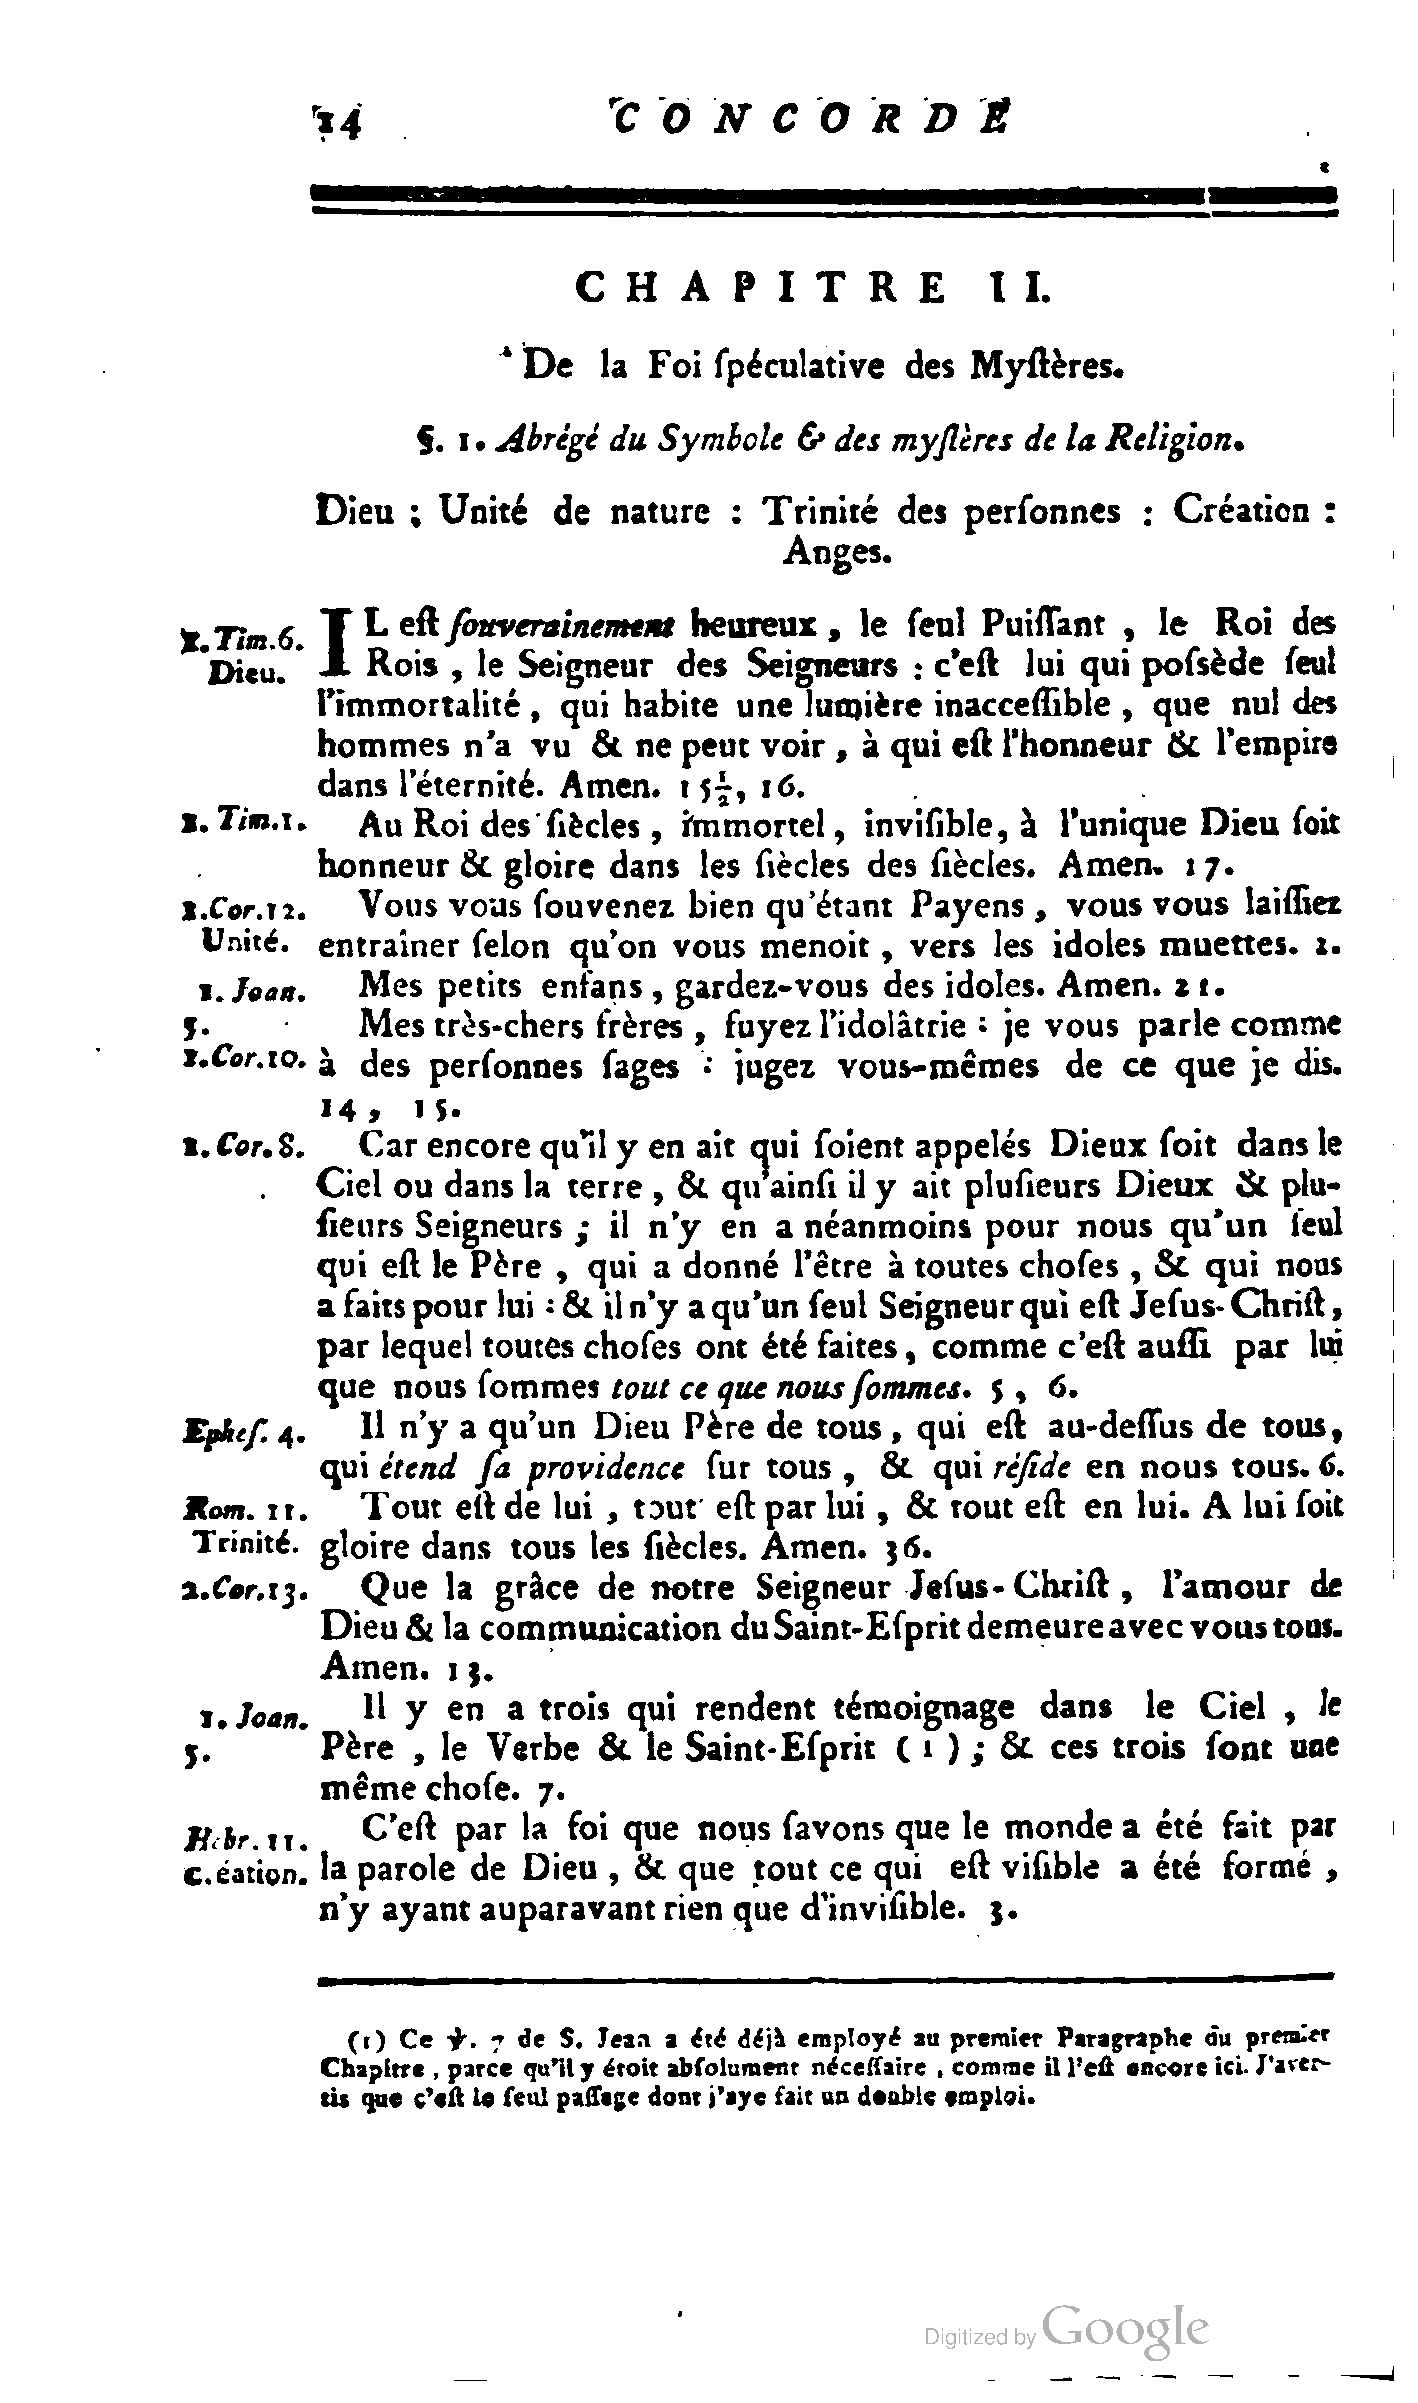 14 CONCORDE
CHAPITRE II.
De la Foi ſpéculative des Myſtères.
§. 1. Abrégé du Symbole & des myſtères de la Religion.
Dieu ; Unité de nature : Trinité des perſonnes : Création :
Anges.
1.Tim.6. IL eſt ſouverainement heureux, le ſeul Puiſſant, le Roi des
Dieu. Rois, le Seigneur des Seigneurs : c'eſt lui qui poſsède ſeul
l'immortalité, qui habite une lumière inacceſſible, que nul des
hommes n'a vu & ne peut voir, à qui eſt l'honneur & l'empire
dans l'éternité. Amen. 15½, 16.
1. Tim.1. Au Roi des ſiècles, immortel, inviſible, à l'unique Dieu ſoit
honneur & gloire dans les ſiècles des ſiècles. Amen. 17.
1.Cor.12. Vous vous ſouvenez bien qu'étant Payens, vous vous laiſſiez
Unité. entraîner ſelon qu'on vous menoit, vers les idoles muettes. 2.
1. Joan. Mes petits enfans, gardez-vous des idoles. Amen. 21.
5. Mes très-chers frères, fuyez l'idolâtrie : je vous parle comme
1.Cor.10. à des perſonnes ſages : jugez vous-mêmes de ce que je dis.
14, 15.
1. Cor. 8. Car encore qu'il y en ait qui ſoient appelés Dieux ſoit dans le
Ciel ou dans la terre, & qu'ainſi il y ait pluſieurs Dieux & plu-
ſieurs Seigneurs ; il n'y en a néanmoins pour nous qu'un ſeul
qui eſt le Père, qui a donné l'être à toutes choſes, & qui nous
a faits pour lui : & il n'y a qu'un ſeul Seigneur qui eſt Jeſus-Chriſt,
par lequel toutes choſes ont été faites, comme c'eſt auſſi par lui
que nous ſommes tout ce que nous ſommes. 5, 6.
Epheſ. 4. Il n'y a qu'un Dieu Père de tous, qui eſt au-deſſus de tous,
qui étend ſa providence ſur tous, & qui réſide en nous tous. 6.
Rom. 11. Tout eſt de lui, tout eſt par lui, & tout eſt en lui. A lui ſoit
Trinité. gloire dans tous les ſiècles. Amen. 36.
2.Cor.13. Que la grâce de notre Seigneur Jeſus-Chriſt, l'amour de
Dieu & la communication du Saint-Eſprit demeure avec vous tous.
Amen. 13.
1. Joan. Il y en a trois qui rendent témoignage dans le Ciel, le
5. Père, le Verbe & le Saint-Eſprit (1) ; & ces trois ſont une
même choſe. 7.
Hebr. 11. C'eſt par la foi que nous ſavons que le monde a été fait par
C.éation. la parole de Dieu, & que tout ce qui eſt viſible a été formé,
n'y ayant auparavant rien que d'inviſible. 3.
(1) Ce ℣. 7 de S. Jean a été déjà employé au premier Paragraphe du premier
Chapitre, parce qu'il y étoit abſolument néceſſaire, comme il l'eſt encore ici. J'aver-
tis que c'eſt le ſeul paſſage dont j'aye fait un double emploi.
Digitized by Google